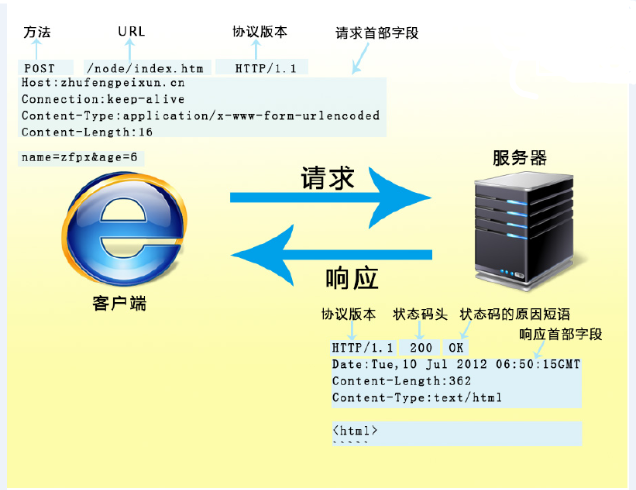 方法 URL 协议版本 请求首部字段
POST /node/index.htm HTTP/1.1
Host:zhufengpeixun.cn
Connection:keep-alive
Content-Type:application/x-www-form-urlencoded
Content-Length:16
name=zfpx&age=6
服务器
请求
响应
客户端
协议版本 状态码头 状态码的原因短语
响应首部字段
HTTP/1.1 200 OK
Date:Tue,10 Jul 2012 06:50:15GMT
Content-Length:362
Content-Type:text/html
<html>
.....